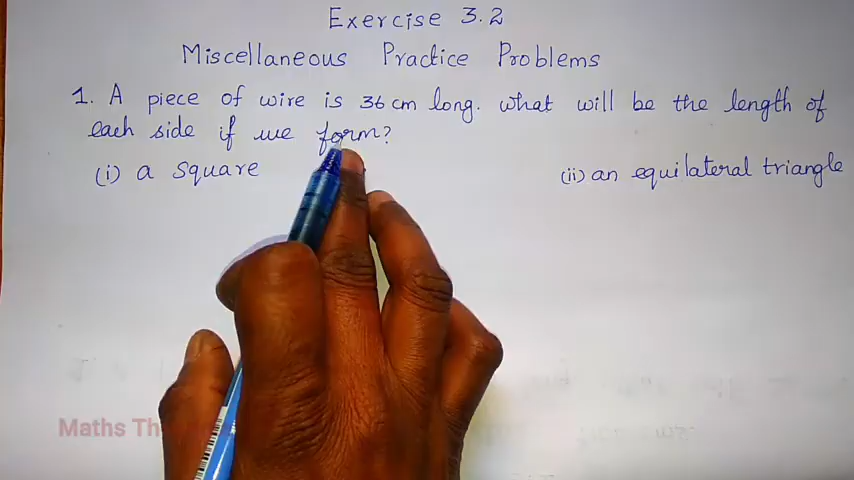 Exercise 3.2
Miscellaneous Practice Problems
1. A piece of wire is 36 cm long. What will be the length of
each side if we form?
(i) a square (ii) an equilateral triangle
Maths